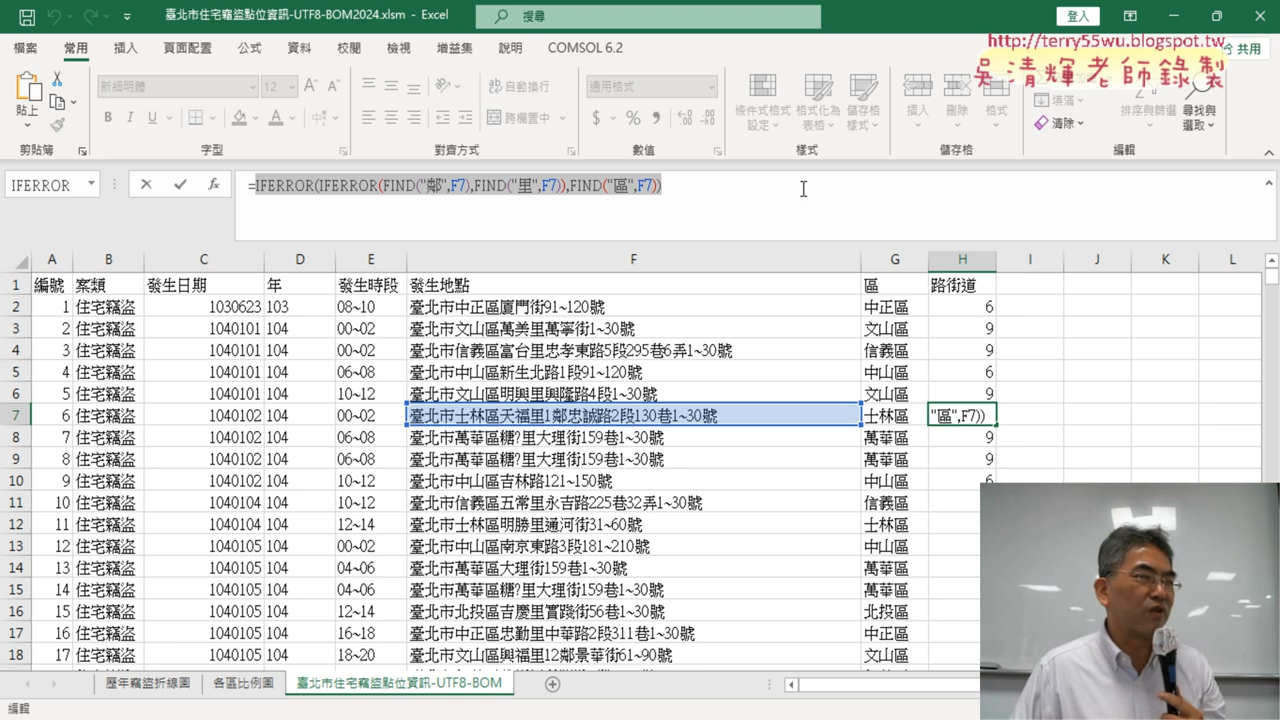 臺北市住宅竊盜點位資訊-UTF8-BOM2024.xlsm - Excel
搜尋
登入
http://terry55wu.blogspot.tw
吳清輝老師錄製
檔案 常用 插入 頁面配置 公式 資料 校閱 檢視 增益集 說明 COMSOL 6.2 共用
貼上
新細明體 12
自動換行
跨欄置中
通用格式
條件式格式設定 格式化為表格 儲存格樣式
插入 刪除 格式
填滿
清除
排序與篩選
尋找與選取
剪貼簿 字型 對齊方式 數值 樣式 儲存格 編輯
IFERROR
=IFERROR(IFERROR(FIND("鄰",F7),FIND("里",F7)),FIND("區",F7))
A B C D E F G H I J K L
1 編號 案類 發生日期 年 發生時段 發生地點 區 路街道
2 1 住宅竊盜 1030623 103 08~10 臺北市中正區廈門街91~120號 中正區 6
3 2 住宅竊盜 1040101 104 00~02 臺北市文山區萬美里萬寧街1~30號 文山區 9
4 3 住宅竊盜 1040101 104 00~02 臺北市信義區富台里忠孝東路5段295巷6弄1~30號 信義區 9
5 4 住宅竊盜 1040101 104 06~08 臺北市中山區新生北路1段91~120號 中山區 6
6 5 住宅竊盜 1040101 104 10~12 臺北市文山區明興里興隆路4段1~30號 文山區 9
7 6 住宅竊盜 1040102 104 00~02 臺北市士林區天福里1鄰忠誠路2段130巷1~30號 士林區 "區",F7))
8 7 住宅竊盜 1040102 104 06~08 臺北市萬華區糖?里大理街159巷1~30號 萬華區 9
9 8 住宅竊盜 1040102 104 06~08 臺北市萬華區糖?里大理街159巷1~30號 萬華區 9
10 9 住宅竊盜 1040102 104 10~12 臺北市中山區吉林路121~150號 中山區 6
11 10 住宅竊盜 1040104 104 10~12 臺北市信義區五常里永吉路225巷32弄1~30號 信義區
12 11 住宅竊盜 1040104 104 12~14 臺北市士林區明勝里通河街31~60號 士林區
13 12 住宅竊盜 1040105 104 00~02 臺北市中山區南京東路3段181~210號 中山區
14 13 住宅竊盜 1040105 104 04~06 臺北市萬華區大理街159巷1~30號 萬華區
15 14 住宅竊盜 1040105 104 04~06 臺北市萬華區糖?里大理街159巷1~30號 萬華區
16 15 住宅竊盜 1040105 104 12~14 臺北市北投區吉慶里實踐街56巷1~30號 北投區
17 16 住宅竊盜 1040105 104 16~18 臺北市中正區忠勤里中華路2段311巷1~30號 中正區
18 17 住宅竊盜 1040105 104 18~20 臺北市文山區興福里12鄰景華街61~90號 文山區
歷年竊盜折線圖 各區比例圖 臺北市住宅竊盜點位資訊-UTF8-BOM
編輯